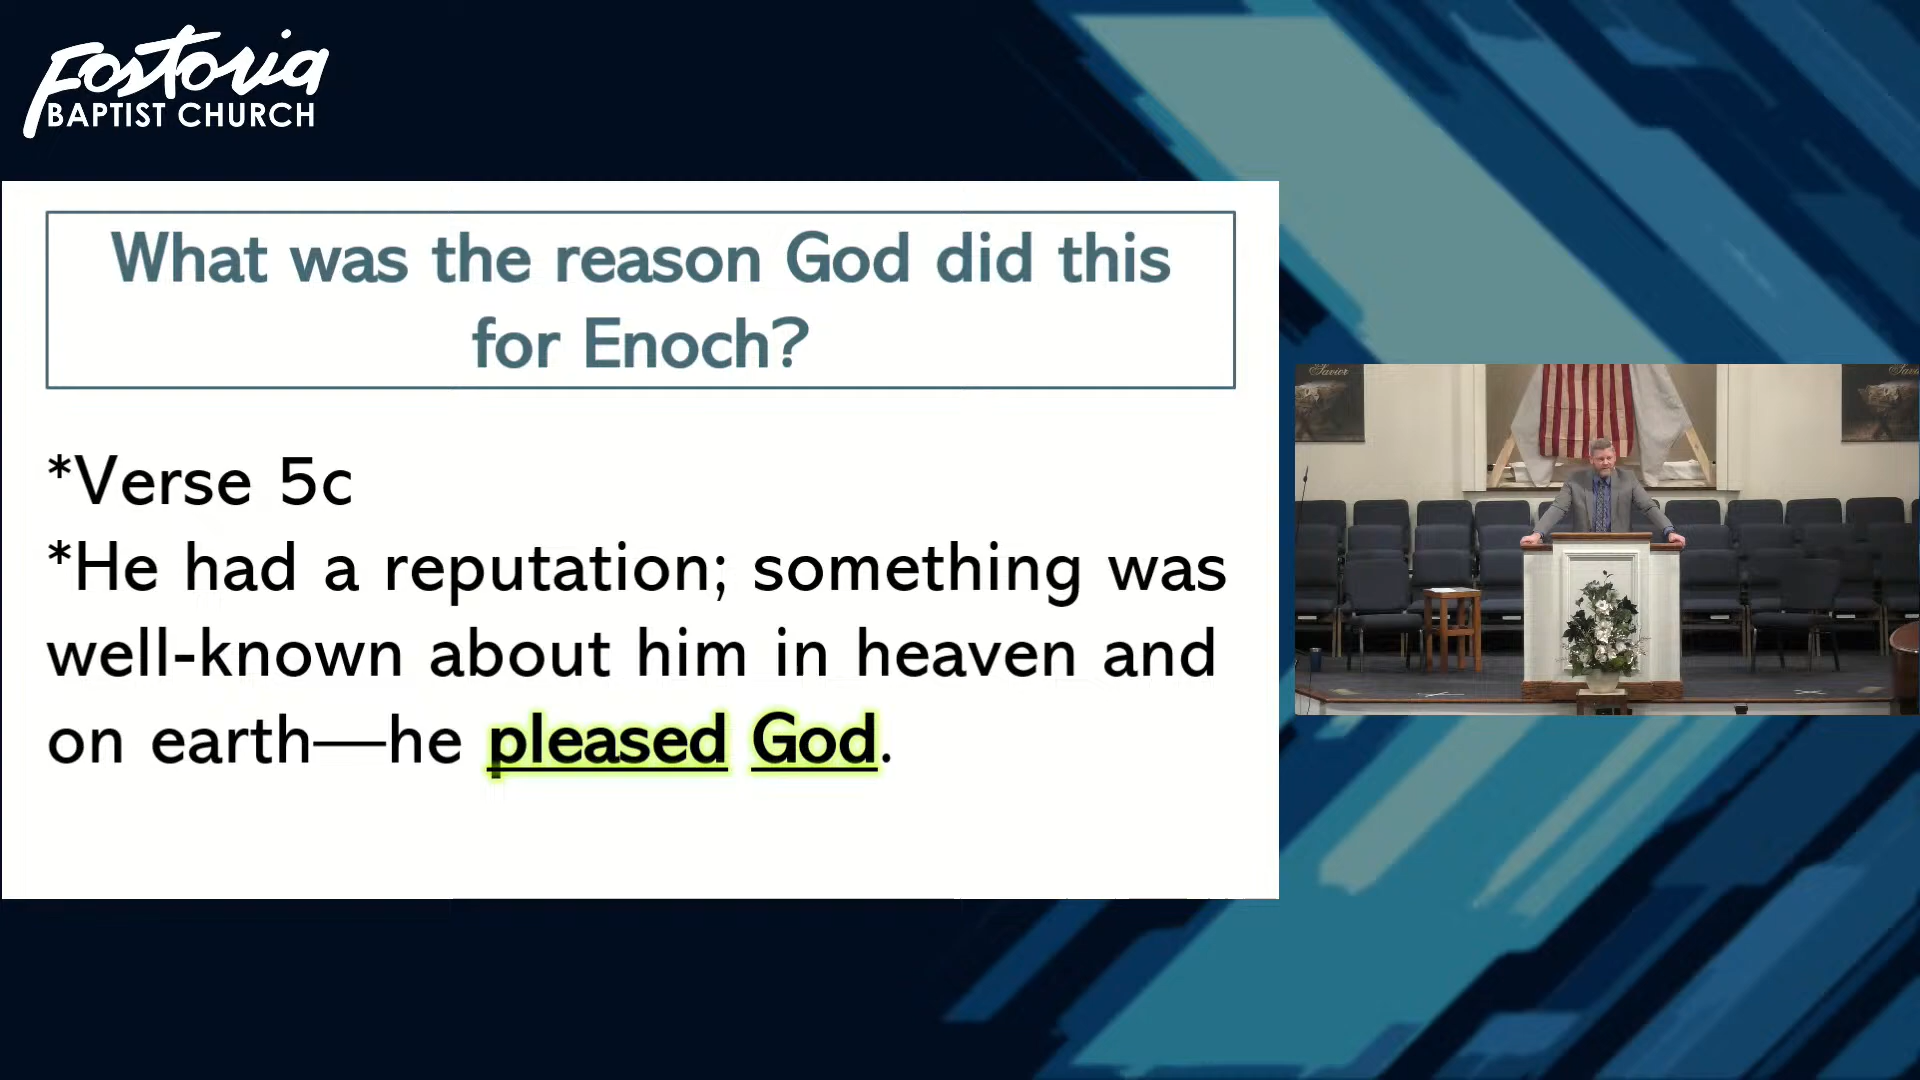 Fostoria
BAPTIST CHURCH
What was the reason God did this
for Enoch?
*Verse 5c
*He had a reputation; something was
well-known about him in heaven and
on earth—he pleased God.
Savior